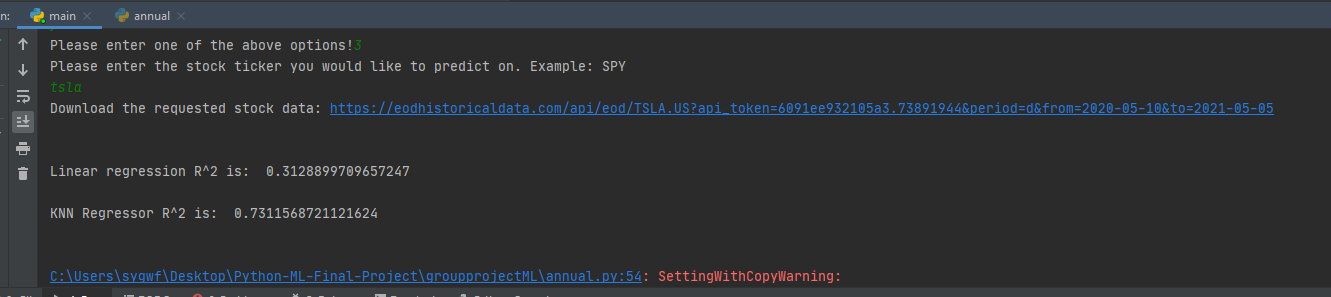 n: main × annual ×
Please enter one of the above options!3
Please enter the stock ticker you would like to predict on. Example: SPY
tsla
Download the requested stock data: https://eodhistoricaldata.com/api/eod/TSLA.US?api_token=6091ee932105a3.73891944&period=d&from=2020-05-10&to=2021-05-05
Linear regression R^2 is:  0.3128899709657247
KNN Regressor R^2 is:  0.7311568721121624
C:\Users\sygwf\Desktop\Python-ML-Final-Project\groupprojectML\annual.py:54: SettingWithCopyWarning: